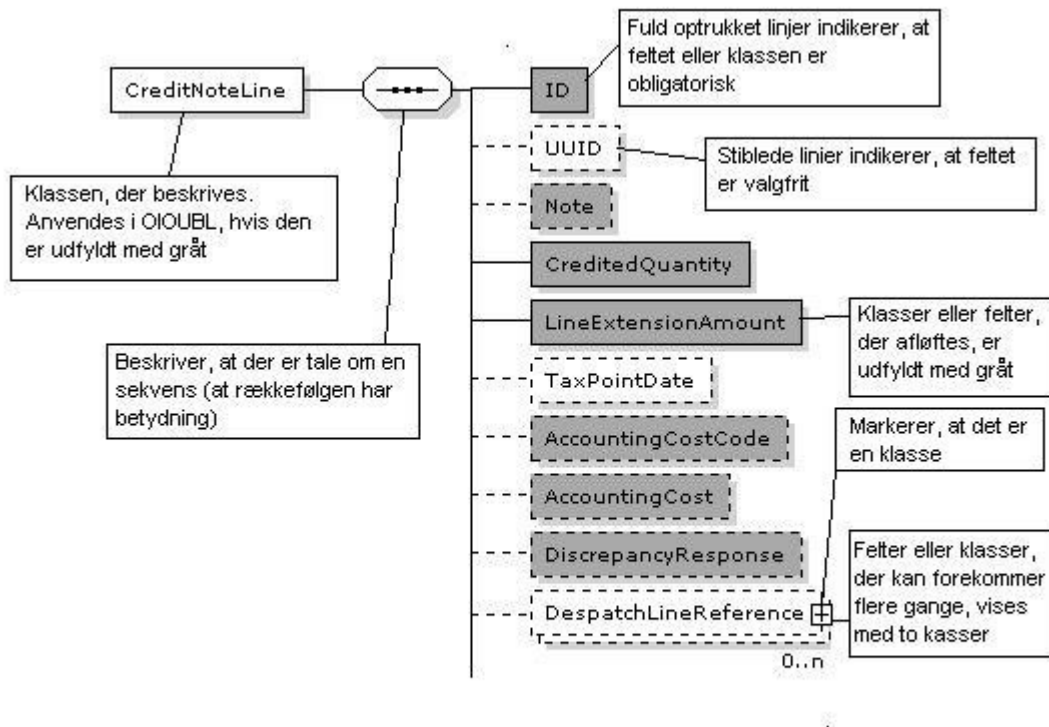 Fuld optrukket linjer indikerer, at
feltet eller klassen er
obligatorisk
CreditNoteLine
ID
UUID
Stiblede linier indikerer, at feltet
er valgfrit
Klassen, der beskrives.
Anvendes i OIOUBL, hvis den
er udfyldt med gråt
Note
CreditedQuantity
LineExtensionAmount
Klasser eller felter,
der afløftes, er
udfyldt med gråt
Beskriver, at der er tale om en
sekvens (at rækkefølgen har
betydning)
TaxPointDate
Markerer, at det er
en klasse
AccountingCostCode
AccountingCost
DiscrepancyResponse
Felter eller klasser,
der kan forekommer
flere gange, vises
med to kasser
DespatchLineReference
0..n